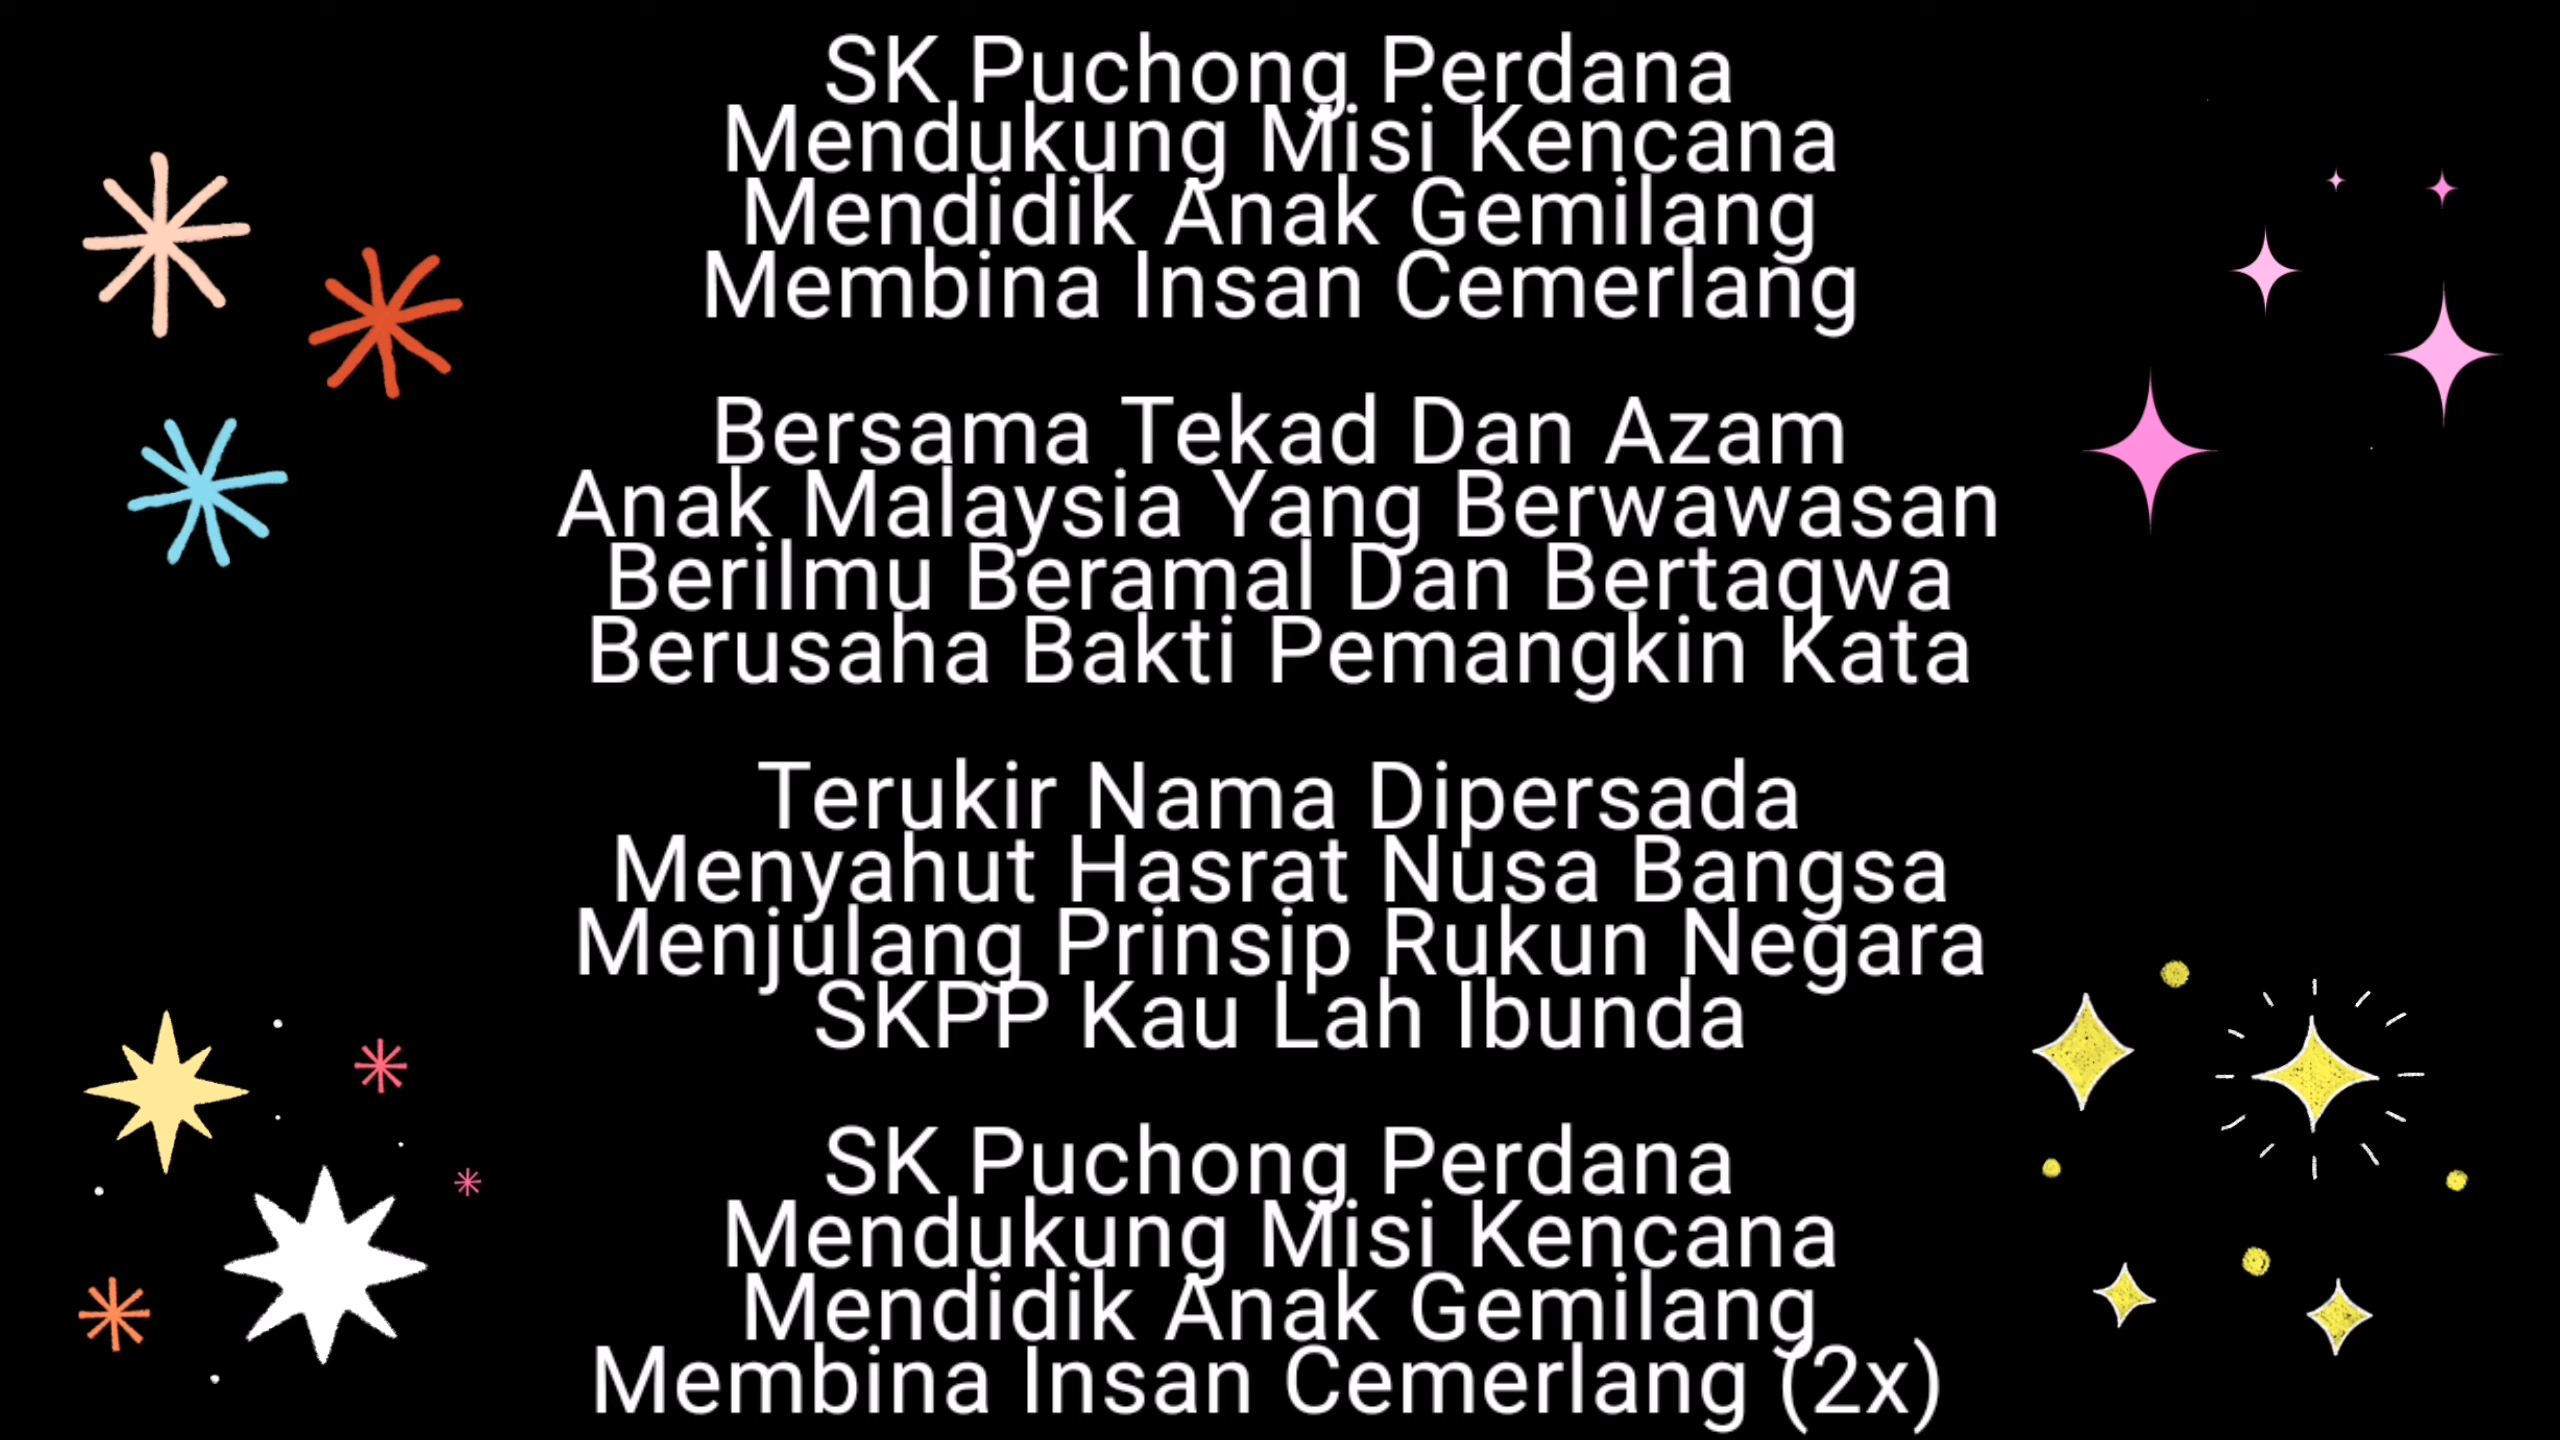 SK Puchong Perdana
Mendukung Misi Kencana
Mendidik Anak Gemilang
Membina Insan Cemerlang
Bersama Tekad Dan Azam
Anak Malaysia Yang Berwawasan
Berilmu Beramal Dan Bertaqwa
Berusaha Bakti Pemangkin Kata
Terukir Nama Dipersada
Menyahut Hasrat Nusa Bangsa
Menjulang Prinsip Rukun Negara
SKPP Kau Lah Ibunda
SK Puchong Perdana
Mendukung Misi Kencana
Mendidik Anak Gemilang
Membina Insan Cemerlang (2x)